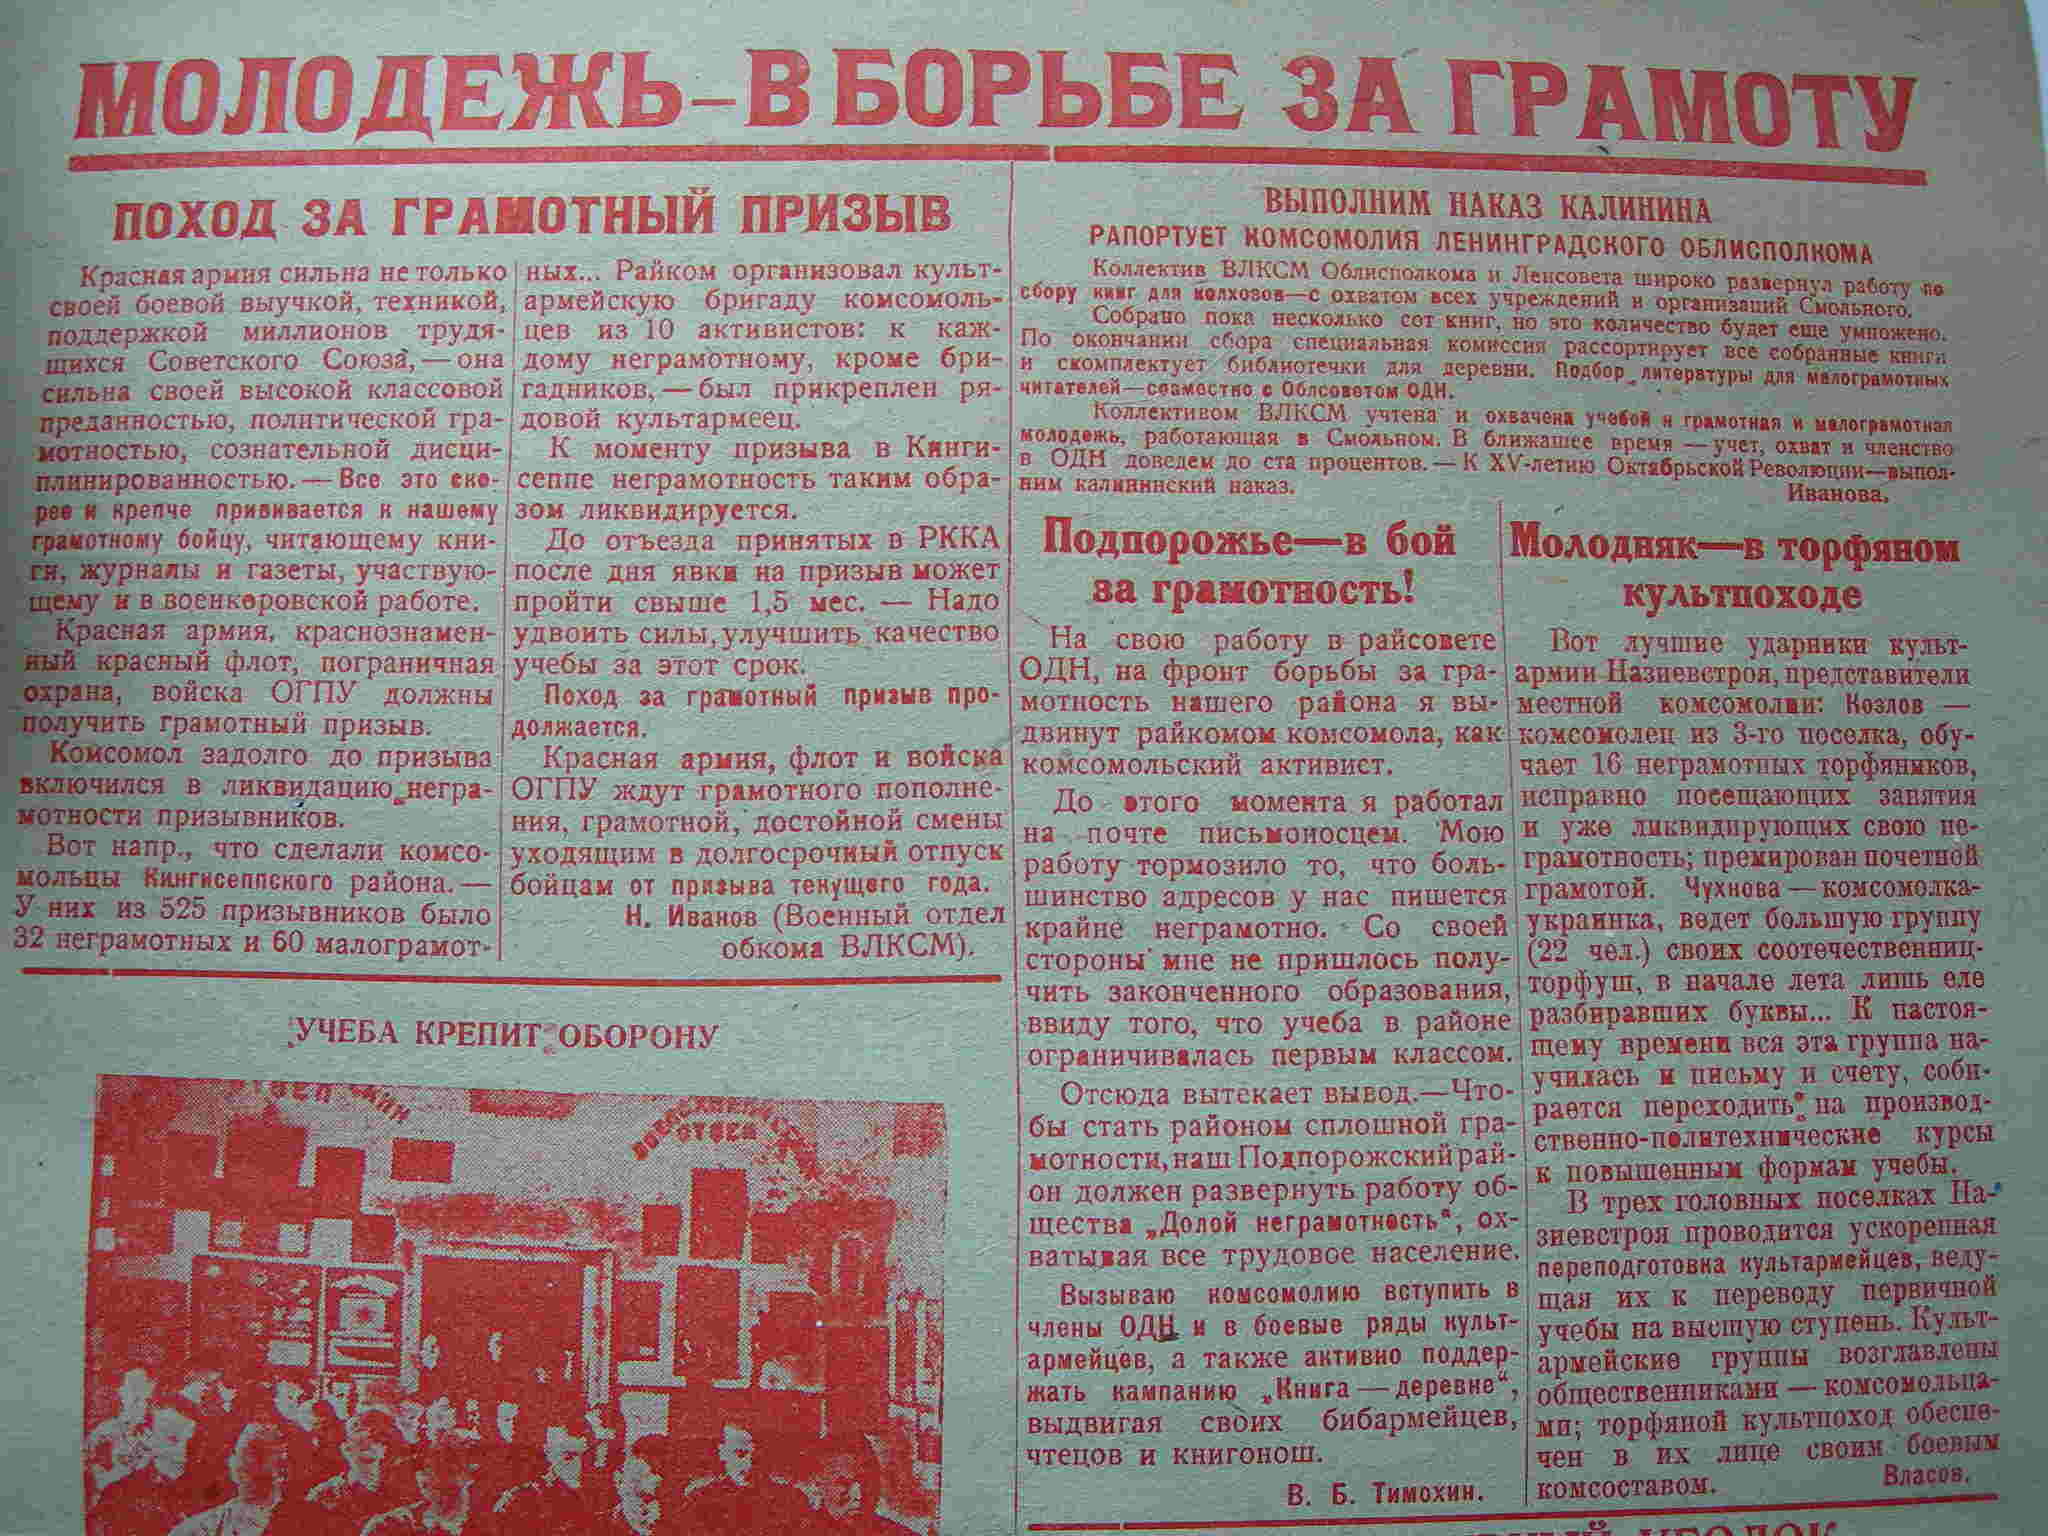 МОЛОДЕЖЬ – В БОРЬБЕ ЗА ГРАМОТУ
ПОХОД ЗА ГРАМОТНЫЙ ПРИЗЫВ
Красная армия сильна не только
своей боевой выучкой, техникой,
поддержкой миллионов трудя-
щихся Советского Союза, — она
сильна своей высокой классовой
преданностью, политической гра-
мотностью, сознательной дисци-
плинированностью. — Все это ско-
рее и крепче прививается к нашему
грамотному бойцу, читающему кни-
ги, журналы и газеты, участвую-
щему и в военкоровской работе.
Красная армия, краснознамен-
ный красный флот, пограничная
охрана, войска ОГПУ должны
получить грамотный призыв.
Комсомол задолго до призыва
включился в ликвидацию негра-
мотности призывников.
Вот напр., что сделали комсо-
мольцы Кингисеппского района. —
У них из 525 призывников было
32 неграмотных и 60 малограмот-
ных... Райком организовал культ-
армейскую бригаду комсомоль-
цев из 10 активистов: к каж-
дому неграмотному, кроме бри-
гадников, — был прикреплен ря-
довой культармеец.
К моменту призыва в Кинги-
сеппе неграмотность таким обра-
зом ликвидируется.
До отъезда принятых в РККА
после дня явки на призыв может
пройти свыше 1,5 мес. — Надо
удвоить силы, улучшить качество
учебы за этот срок.
Поход за грамотный призыв про-
должается.
Красная армия, флот и войска
ОГПУ ждут грамотного пополне-
ния, грамотной, достойной смены
уходящим в долгосрочный отпуск
бойцам от призыва текущего года.
Н. Иванов (Военный отдел
обкома ВЛКСМ).
УЧЕБА КРЕПИТ ОБОРОНУ
ВЫПОЛНИМ НАКАЗ КАЛИНИНА
РАПОРТУЕТ КОМСОМОЛИЯ ЛЕНИНГРАДСКОГО ОБЛИСПОЛКОМА
Коллектив ВЛКСМ Облисполкома и Ленсовета широко развернул работу по
сбору книг для колхозов—с охватом всех учреждений и организаций Смольного.
Собрано пока несколько сот книг, но это количество будет еще умножено.
По окончании сбора специальная комиссия рассортирует все собранные книги
и скомплектует библиотечки для деревни. Подбор литературы для малограмотных
читателей—совместно с Облсоветом ОДН.
Коллективом ВЛКСМ учтена и охвачена учебой и грамотная и малограмотная
молодежь, работающая в Смольном. В ближашее время — учет, охват и членство
в ОДН доведем до ста процентов. — К XV-летию Октябрьской Революции—выпол-
ним калининский наказ.
Иванова.
Подпорожье—в бой
за грамотность!
На свою работу в райсовете
ОДН, на фронт борьбы за гра-
мотность нашего района я вы-
двинут райкомом комсомола, как
комсомольский активист.
До этого момента я работал
на почте письмоносцем. Мою
работу тормозило то, что боль-
шинство адресов у нас пишется
крайне неграмотно. Со своей
стороны мне не пришлось полу-
чить законченного образования,
ввиду того, что учеба в районе
ограничивалась первым классом.
Отсюда вытекает вывод.—Что-
бы стать районом сплошной гра-
мотности, наш Подпорожский рай-
он должен развернуть работу об-
щества „Долой неграмотность“, ох-
ватывая все трудовое население.
Вызываю комсомолию вступить в
члены ОДН и в боевые ряды культ-
армейцев, а также активно поддер-
жать кампанию „Книга — деревне“,
выдвигая своих бибармейцев,
чтецов и книгонош.
В. Б. Тимохин.
Молодняк—в торфяном
культпоходе
Вот лучшие ударники культ-
армии Назиевстроя, представители
местной комсомолии: Козлов —
комсомолец из 3-го поселка, обу-
чает 16 неграмотных торфяников,
исправно посещающих занятия
и уже ликвидирующих свою не-
грамотность; премирован почетной
грамотой. Чухнова — комсомолка-
украинка, ведет большую группу
(22 чел.) своих соотечественниц-
торфуш, в начале лета лишь еле
разбиравших буквы... К настоя-
щему времени вся эта группа на-
училась и письму и счету, соби-
рается переходить на производ-
ственно-политехнические курсы
к повышенным формам учебы.
В трех головных поселках На-
зиевстроя проводится ускоренная
переподготовка культармейцев, веду-
щая их к переводу первичной
учебы на высшую ступень. Культ-
армейские группы возглавлены
общественниками — комсомольца-
ми; торфяной культпоход обеспе-
чен в их лице своим боевым
комсоставом.
Власов.